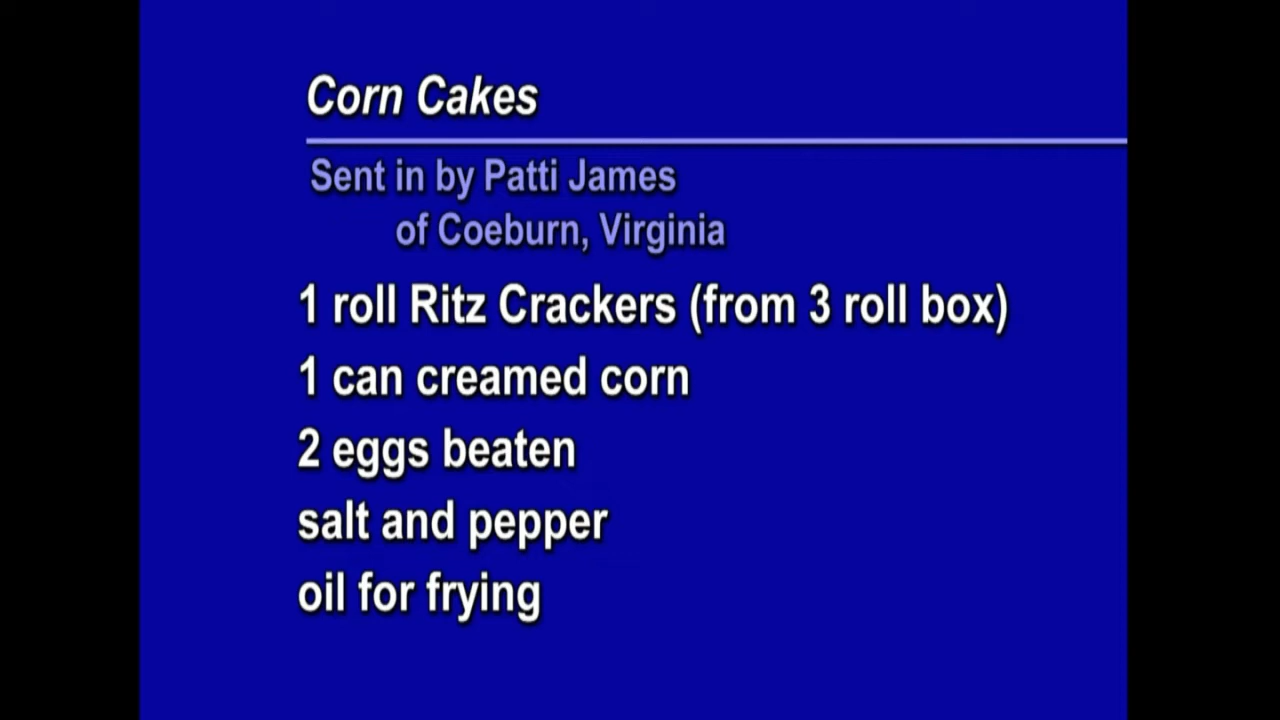 Corn Cakes
Sent in by Patti James
of Coeburn, Virginia
1 roll Ritz Crackers (from 3 roll box)
1 can creamed corn
2 eggs beaten
salt and pepper
oil for frying